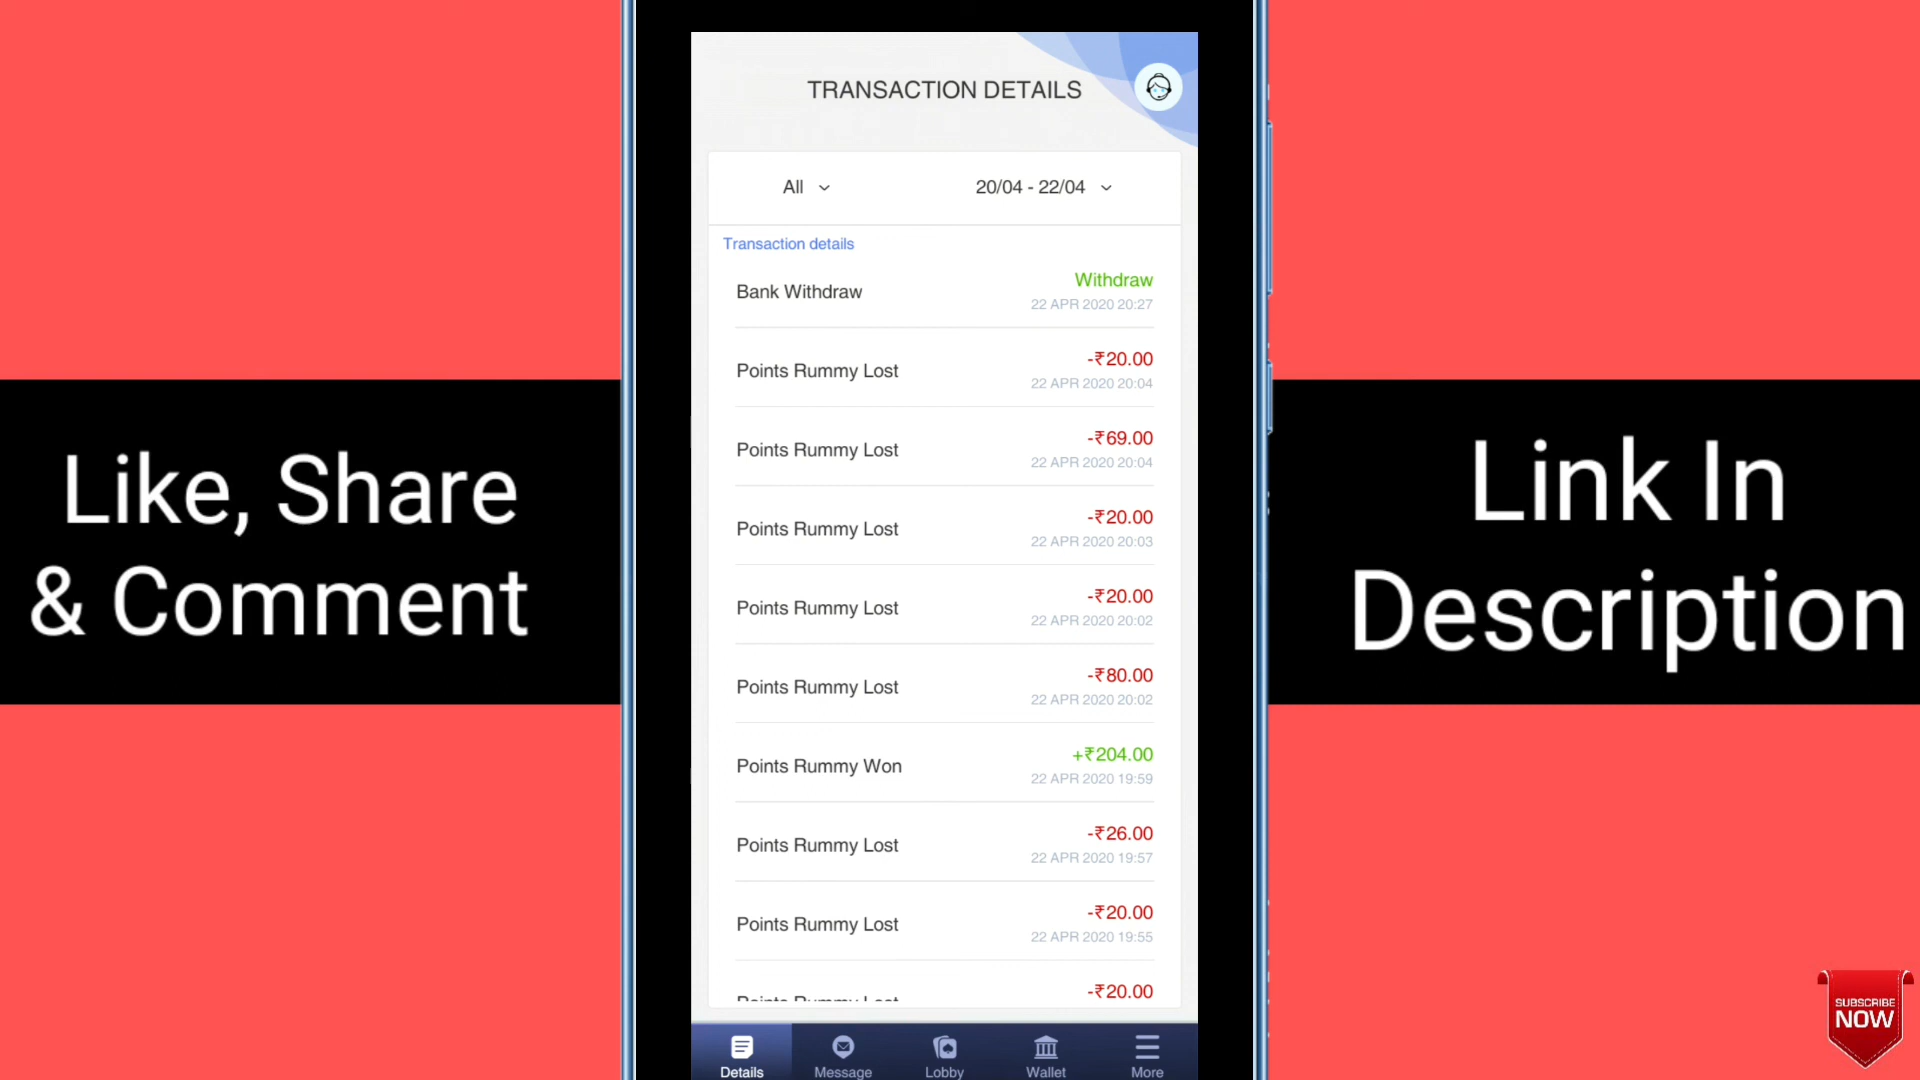 TRANSACTION DETAILS
All
20/04 - 22/04
Transaction details
Bank Withdraw
Withdraw
22 APR 2020 20:27
Points Rummy Lost
-₹20.00
22 APR 2020 20:04
Points Rummy Lost
-₹69.00
22 APR 2020 20:04
Points Rummy Lost
-₹20.00
22 APR 2020 20:03
Points Rummy Lost
-₹20.00
22 APR 2020 20:02
Points Rummy Lost
-₹80.00
22 APR 2020 20:02
Points Rummy Won
+₹204.00
22 APR 2020 19:59
Points Rummy Lost
-₹26.00
22 APR 2020 19:57
Points Rummy Lost
-₹20.00
22 APR 2020 19:55
Points Rummy Lost
-₹20.00
Details
Message
Lobby
Wallet
More
Like, Share
& Comment
Link In
Description
SUBSCRIBE
NOW